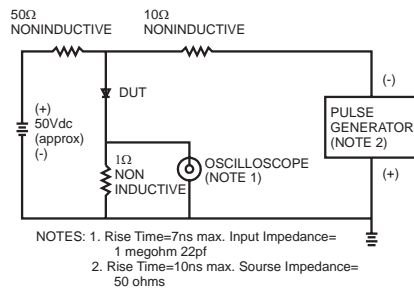 50Ω
NONINDUCTIVE
10Ω
NONINDUCTIVE
DUT
(+)
50Vdc
(approx)
(-)
1Ω
NON
INDUCTIVE
OSCILLOSCOPE
(NOTE 1)
(-)
PULSE
GENERATOR
(NOTE 2)
(+)
NOTES: 1. Rise Time=7ns max. Input Impedance=
1 megohm 22pf
2. Rise Time=10ns max. Sourse Impedance=
50 ohms